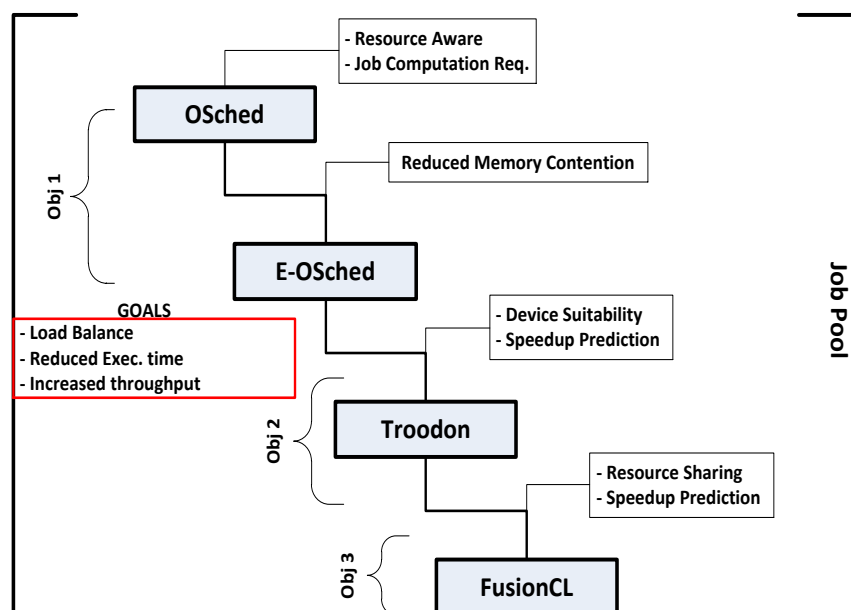 - Resource Aware
- Job Computation Req.
OSched
Obj 1
Reduced Memory Contention
E-OSched
GOALS
- Load Balance
- Reduced Exec. time
- Increased throughput
- Device Suitability
- Speedup Prediction
Job Pool
Troodon
Obj 2
- Resource Sharing
- Speedup Prediction
Obj 3
FusionCL